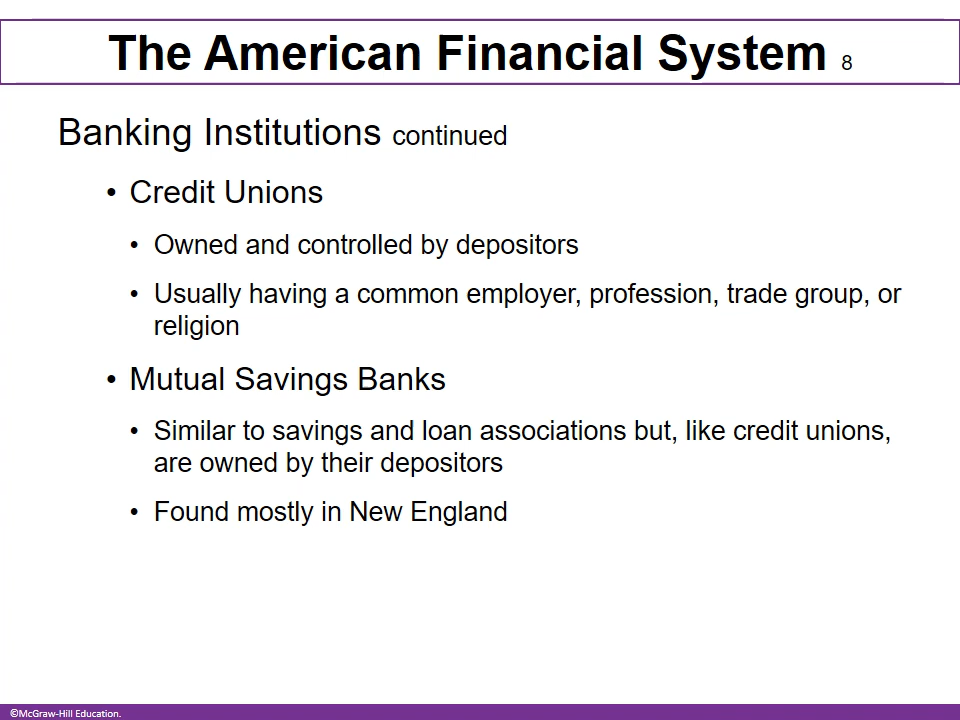 The American Financial System 8
Banking Institutions continued
• Credit Unions
• Owned and controlled by depositors
• Usually having a common employer, profession, trade group, or
religion
• Mutual Savings Banks
• Similar to savings and loan associations but, like credit unions,
are owned by their depositors
• Found mostly in New England
©McGraw-Hill Education.